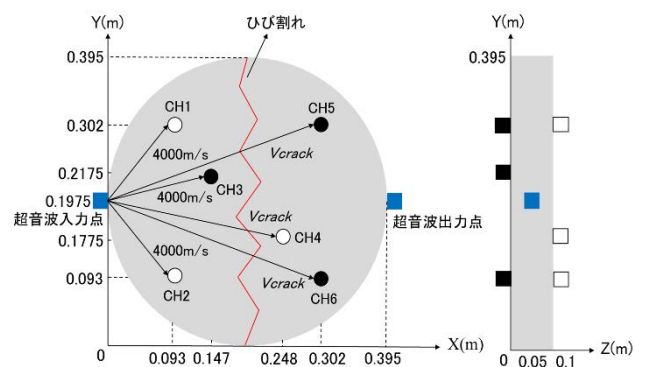 Y(m)
ひび割れ
0.395
CH1
CH5
0.302
4000m/s
Vcrack
0.2175
CH3
4000m/s
0.1975
超音波入力点
超音波出力点
Vcrack
CH4
0.1775
4000m/s
0.093
CH2
Vcrack
CH6
X(m)
0
0.093
0.147
0.248
0.302
0.395
Y(m)
0.395
0
0.05
0.1
Z(m)